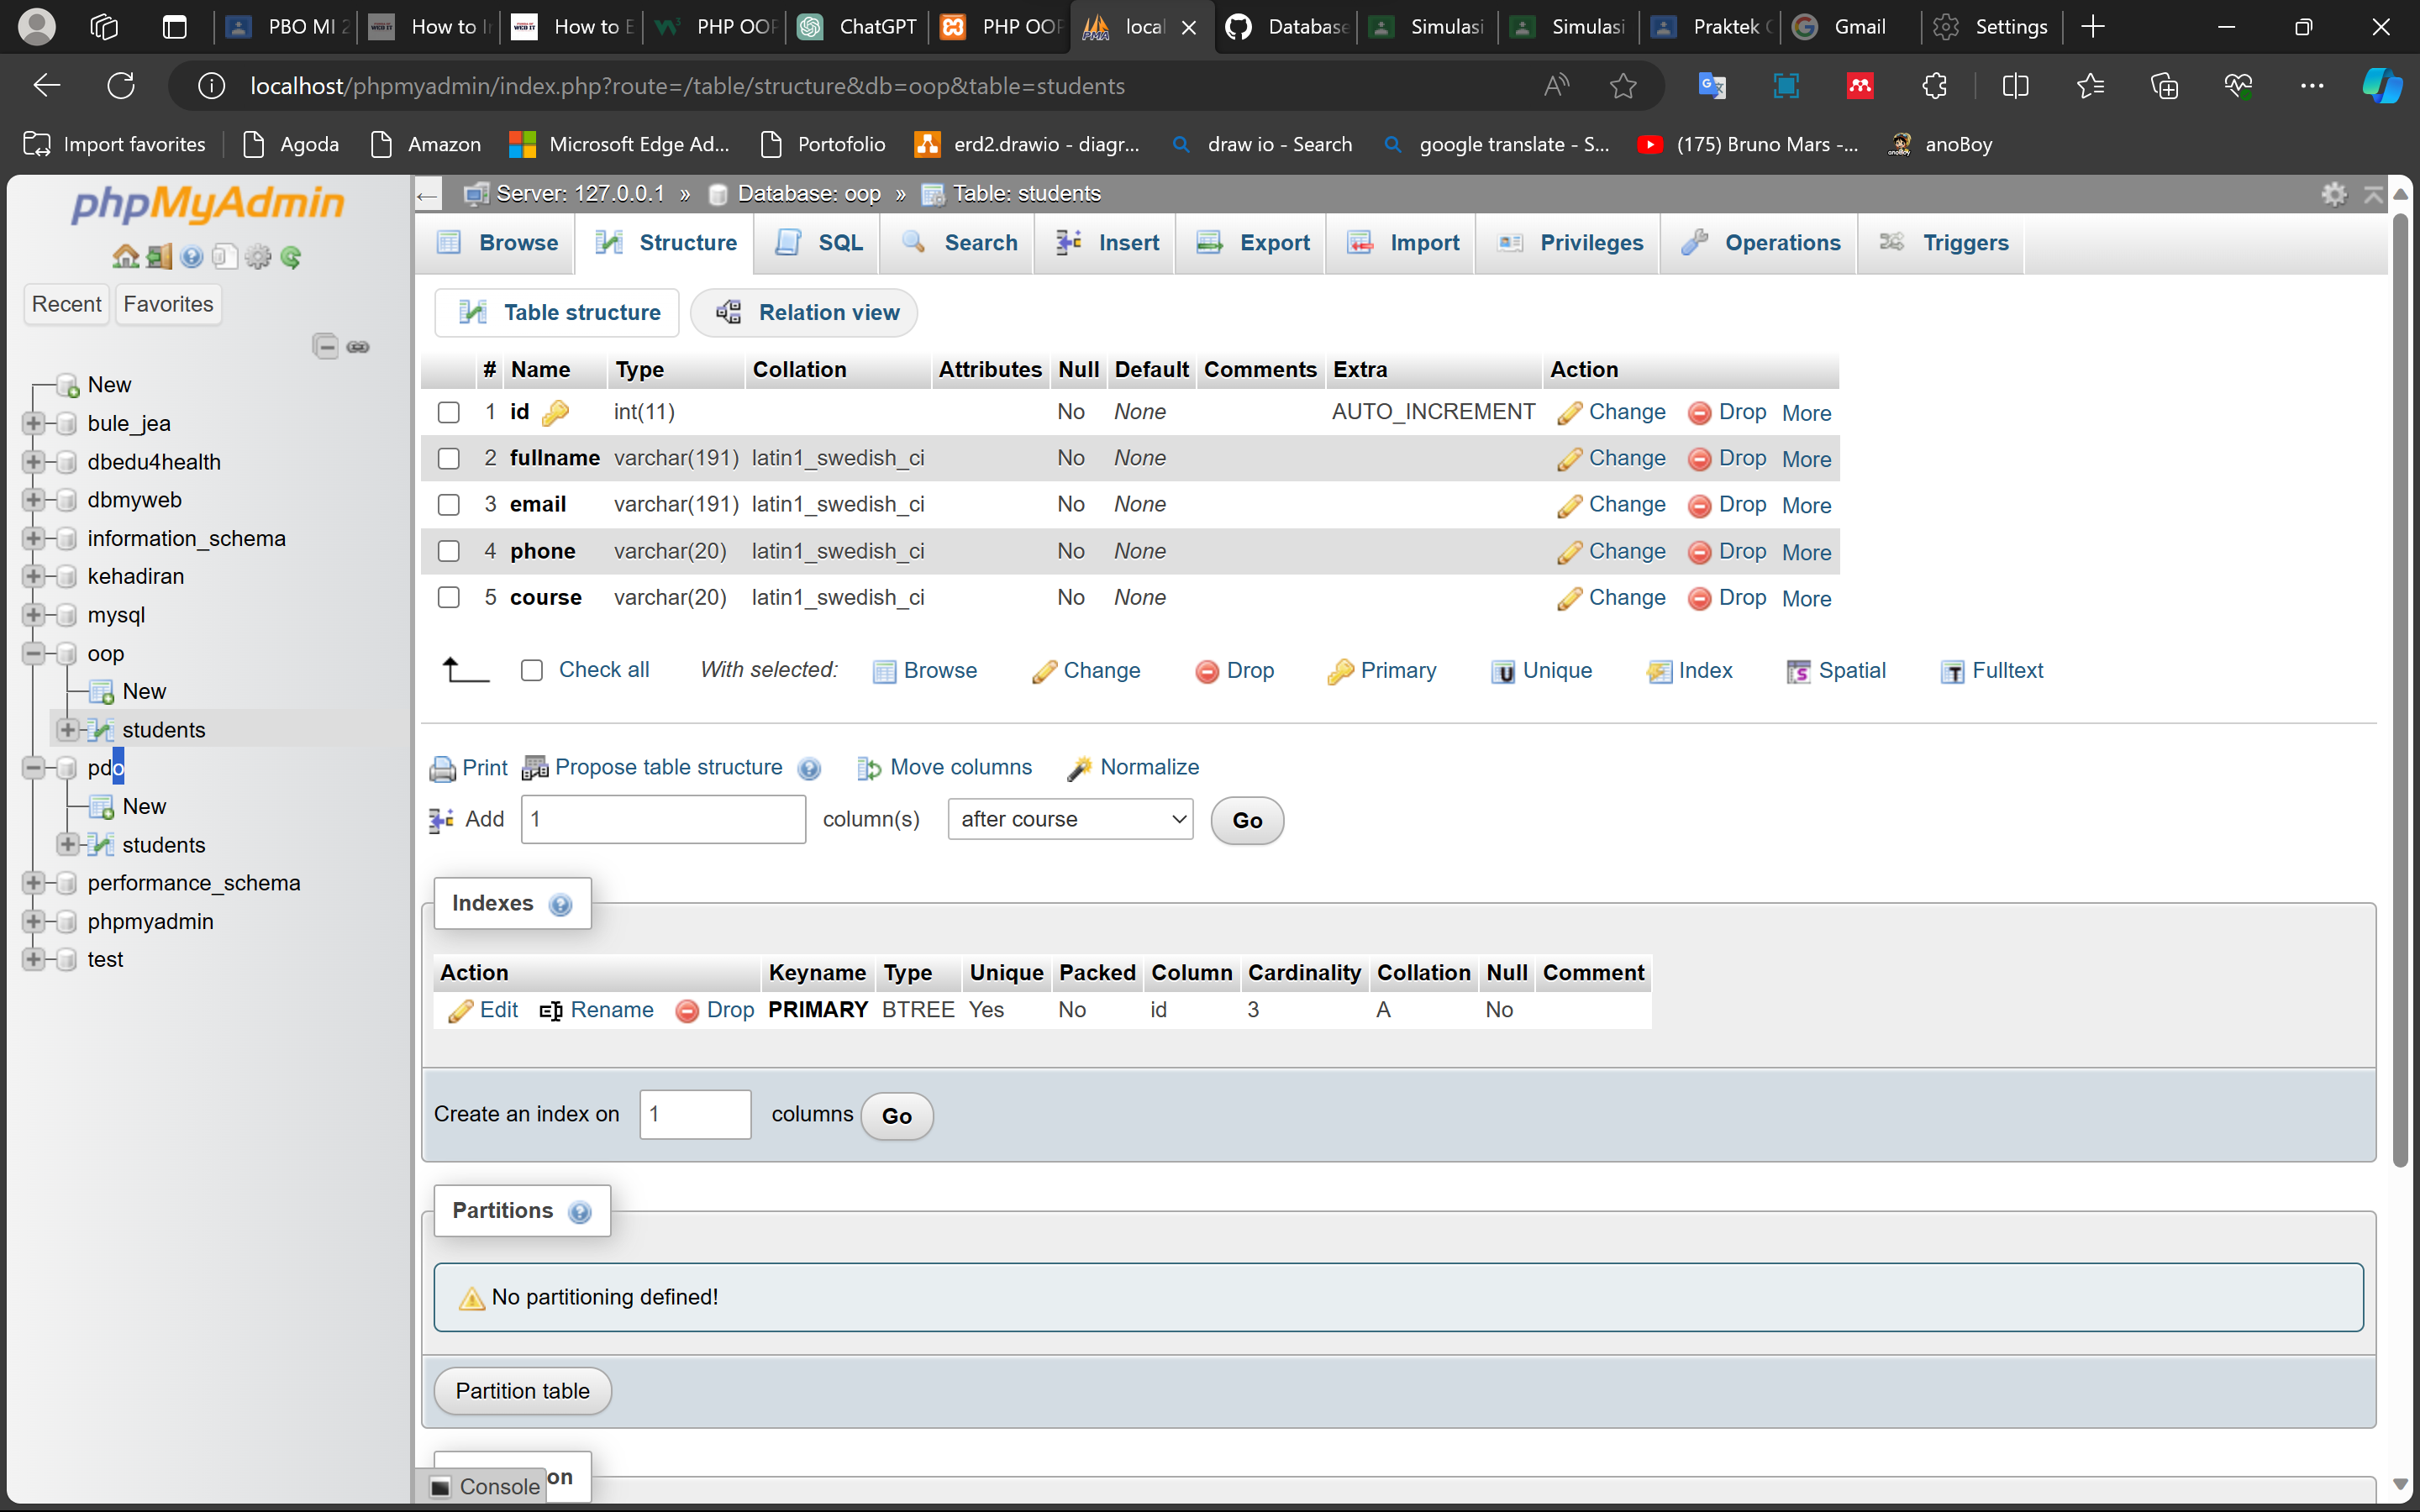 PBO MI 2
How to I
How to E
PHP OOP
ChatGPT
PHP OOP
local
Database
Simulasi
Simulasi
Praktek
Gmail
Settings
localhost/phpmyadmin/index.php?route=/table/structure&db=oop&table=students
Import favorites
Agoda
Amazon
Microsoft Edge Ad...
Portofolio
erd2.drawio - diagr...
draw io - Search
google translate - S...
(175) Bruno Mars -...
anoBoy
phpMyAdmin
Recent Favorites
New
bule_jea
dbedu4health
dbmyweb
information_schema
kehadiran
mysql
oop
New
students
pdo
New
students
performance_schema
phpmyadmin
test
Server: 127.0.0.1 » Database: oop » Table: students
Browse Structure SQL Search Insert Export Import Privileges Operations Triggers
Table structure Relation view
# Name Type Collation Attributes Null Default Comments Extra Action
1 id int(11) No None AUTO_INCREMENT Change Drop More
2 fullname varchar(191) latin1_swedish_ci No None Change Drop More
3 email varchar(191) latin1_swedish_ci No None Change Drop More
4 phone varchar(20) latin1_swedish_ci No None Change Drop More
5 course varchar(20) latin1_swedish_ci No None Change Drop More
Check all With selected: Browse Change Drop Primary Unique Index Spatial Fulltext
Print Propose table structure Move columns Normalize
Add 1 column(s) after course Go
Indexes
Action Keyname Type Unique Packed Column Cardinality Collation Null Comment
Edit Rename Drop PRIMARY BTREE Yes No id 3 A No
Create an index on 1 columns Go
Partitions
No partitioning defined!
Partition table
Console on